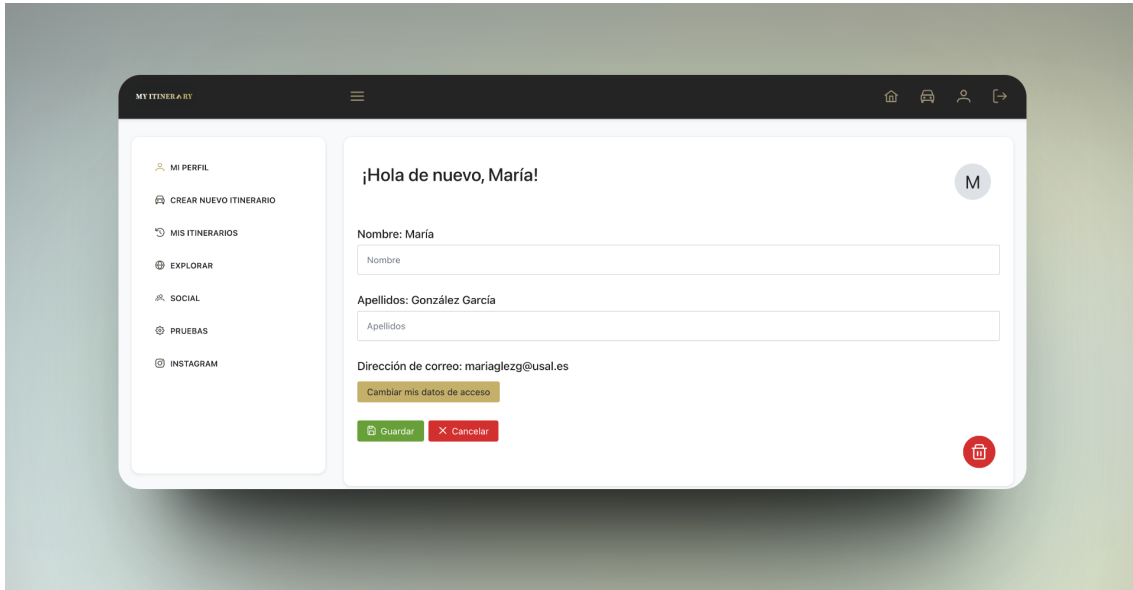 MY ITINERARY
MI PERFIL
CREAR NUEVO ITINERARIO
MIS ITINERARIOS
EXPLORAR
SOCIAL
PRUEBAS
INSTAGRAM
¡Hola de nuevo, María!
M
Nombre: María
Nombre
Apellidos: González García
Apellidos
Dirección de correo: mariaglezg@usal.es
Cambiar mis datos de acceso
Guardar
Cancelar